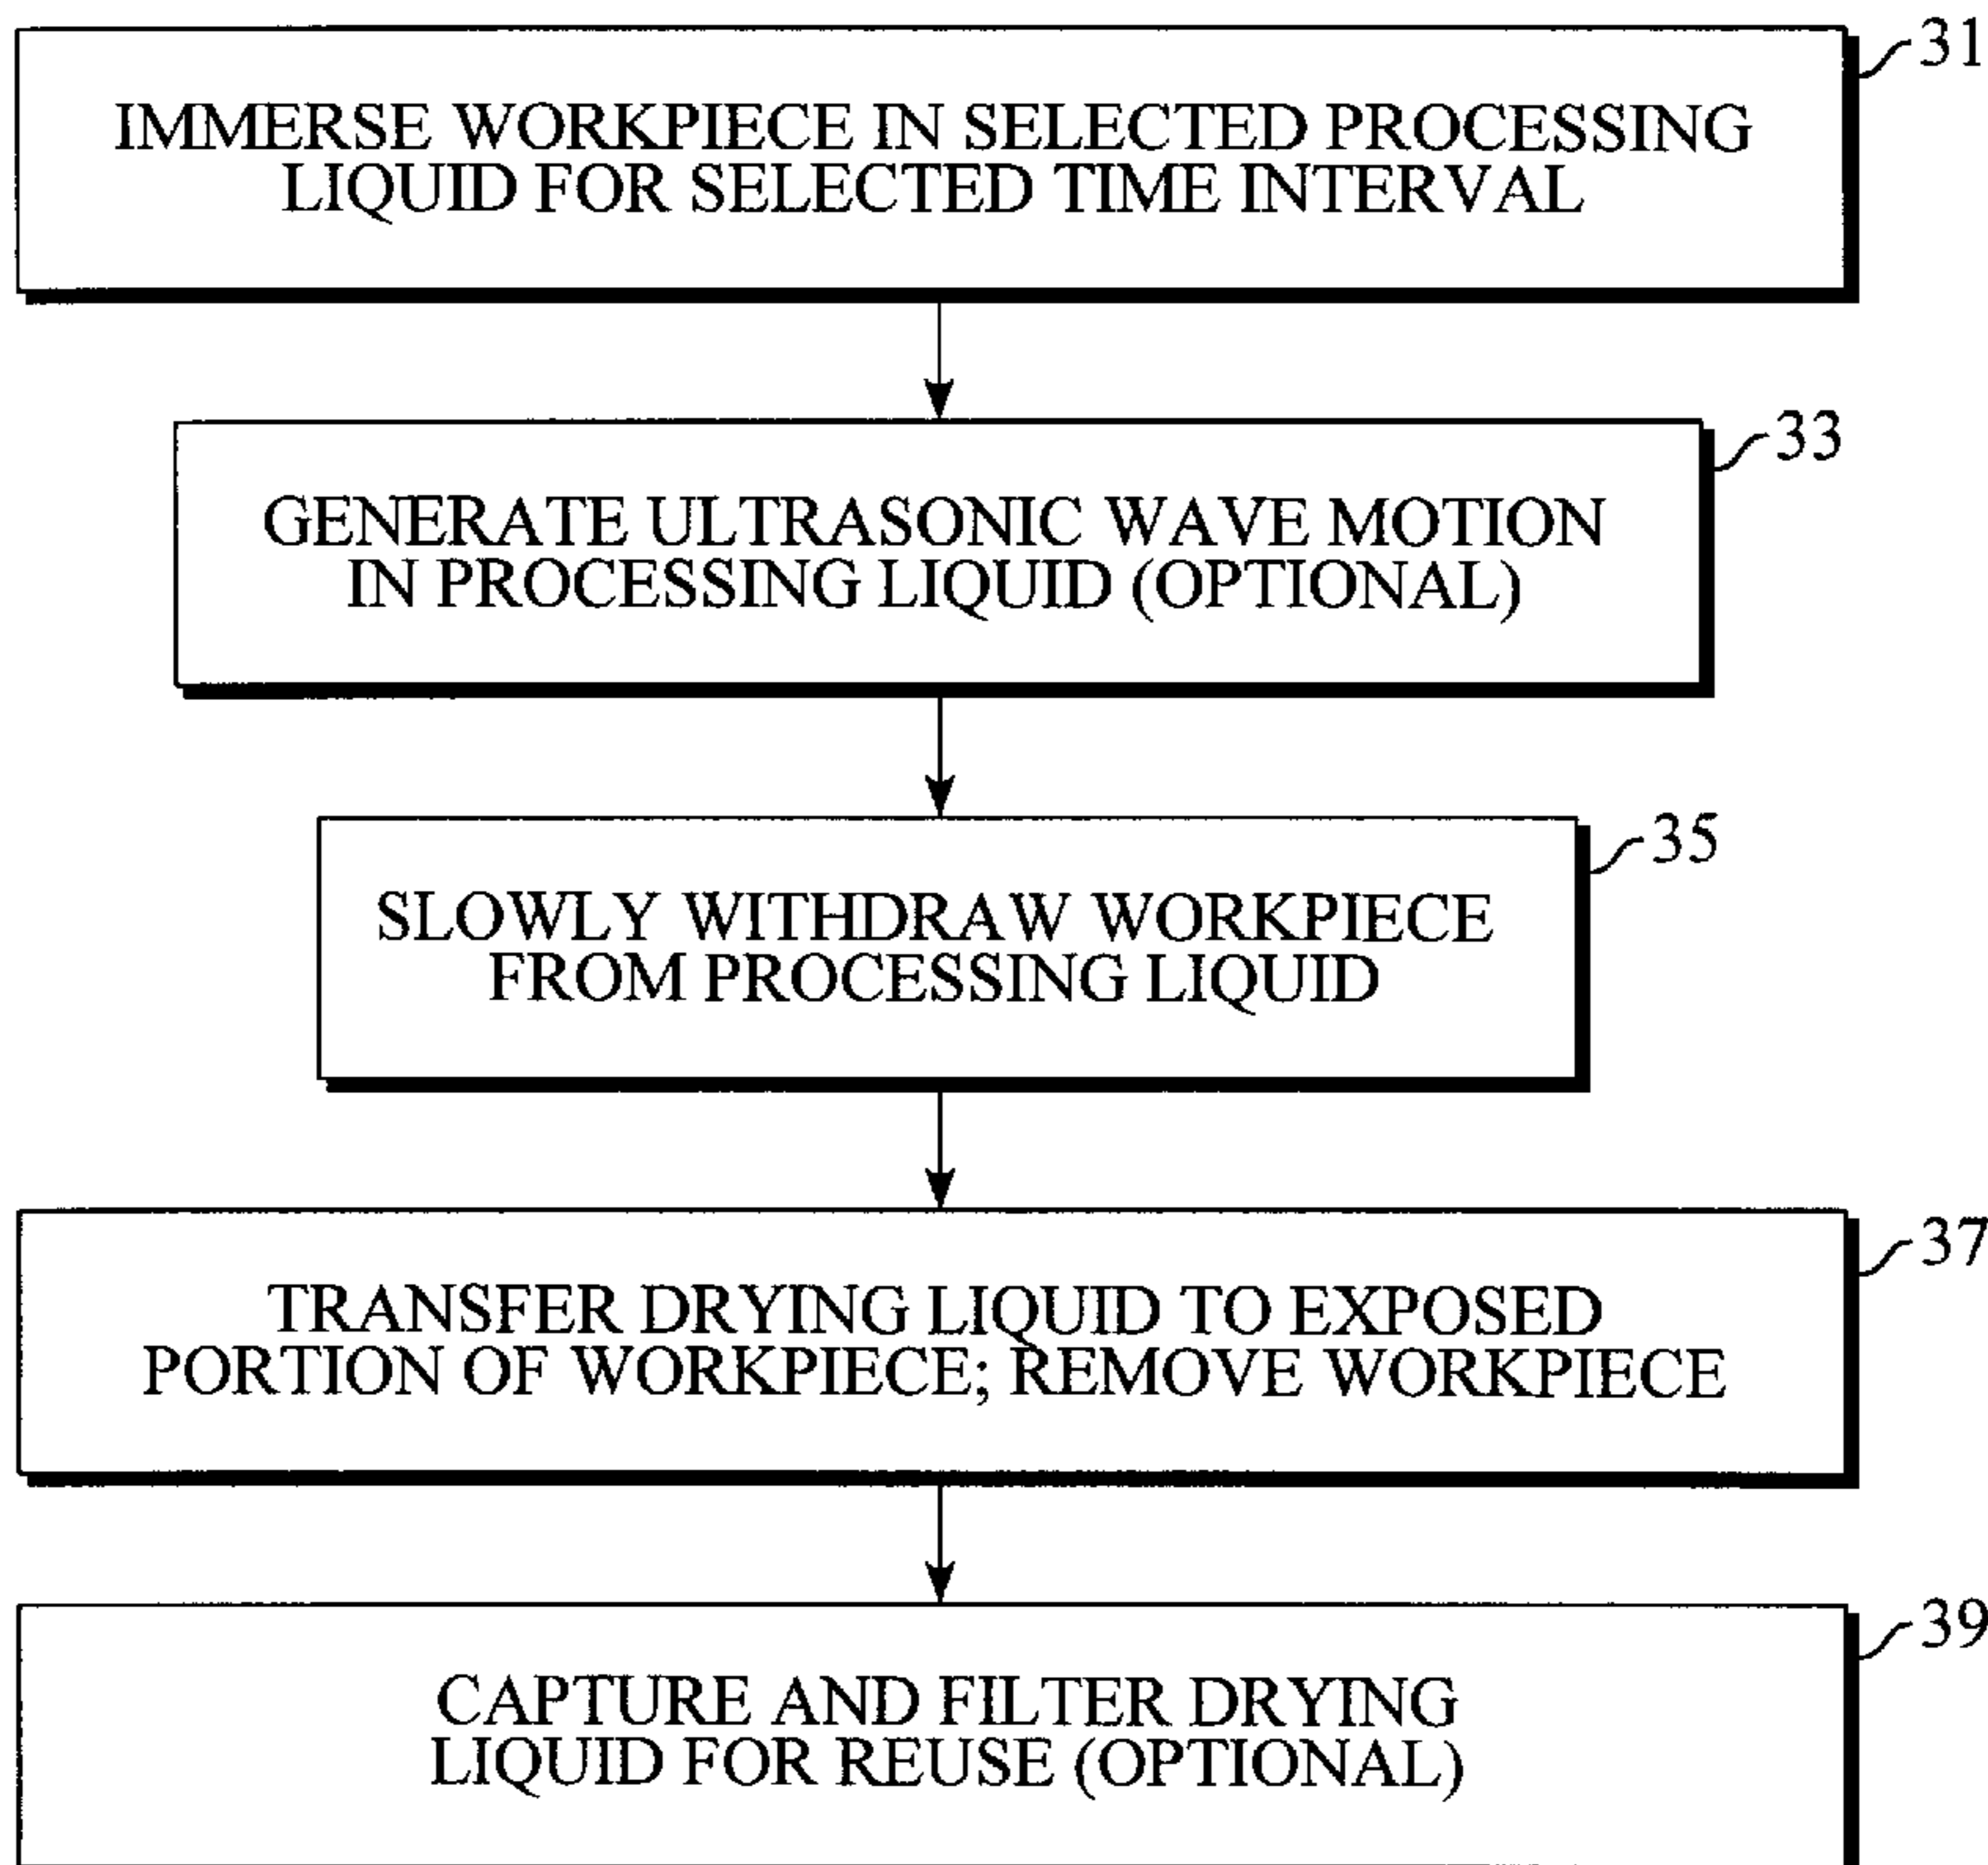 31
IMMERSE WORKPIECE IN SELECTED PROCESSING
LIQUID FOR SELECTED TIME INTERVAL
33
GENERATE ULTRASONIC WAVE MOTION
IN PROCESSING LIQUID (OPTIONAL)
35
SLOWLY WITHDRAW WORKPIECE
FROM PROCESSING LIQUID
37
TRANSFER DRYING LIQUID TO EXPOSED
PORTION OF WORKPIECE; REMOVE WORKPIECE
39
CAPTURE AND FILTER DRYING
LIQUID FOR REUSE (OPTIONAL)